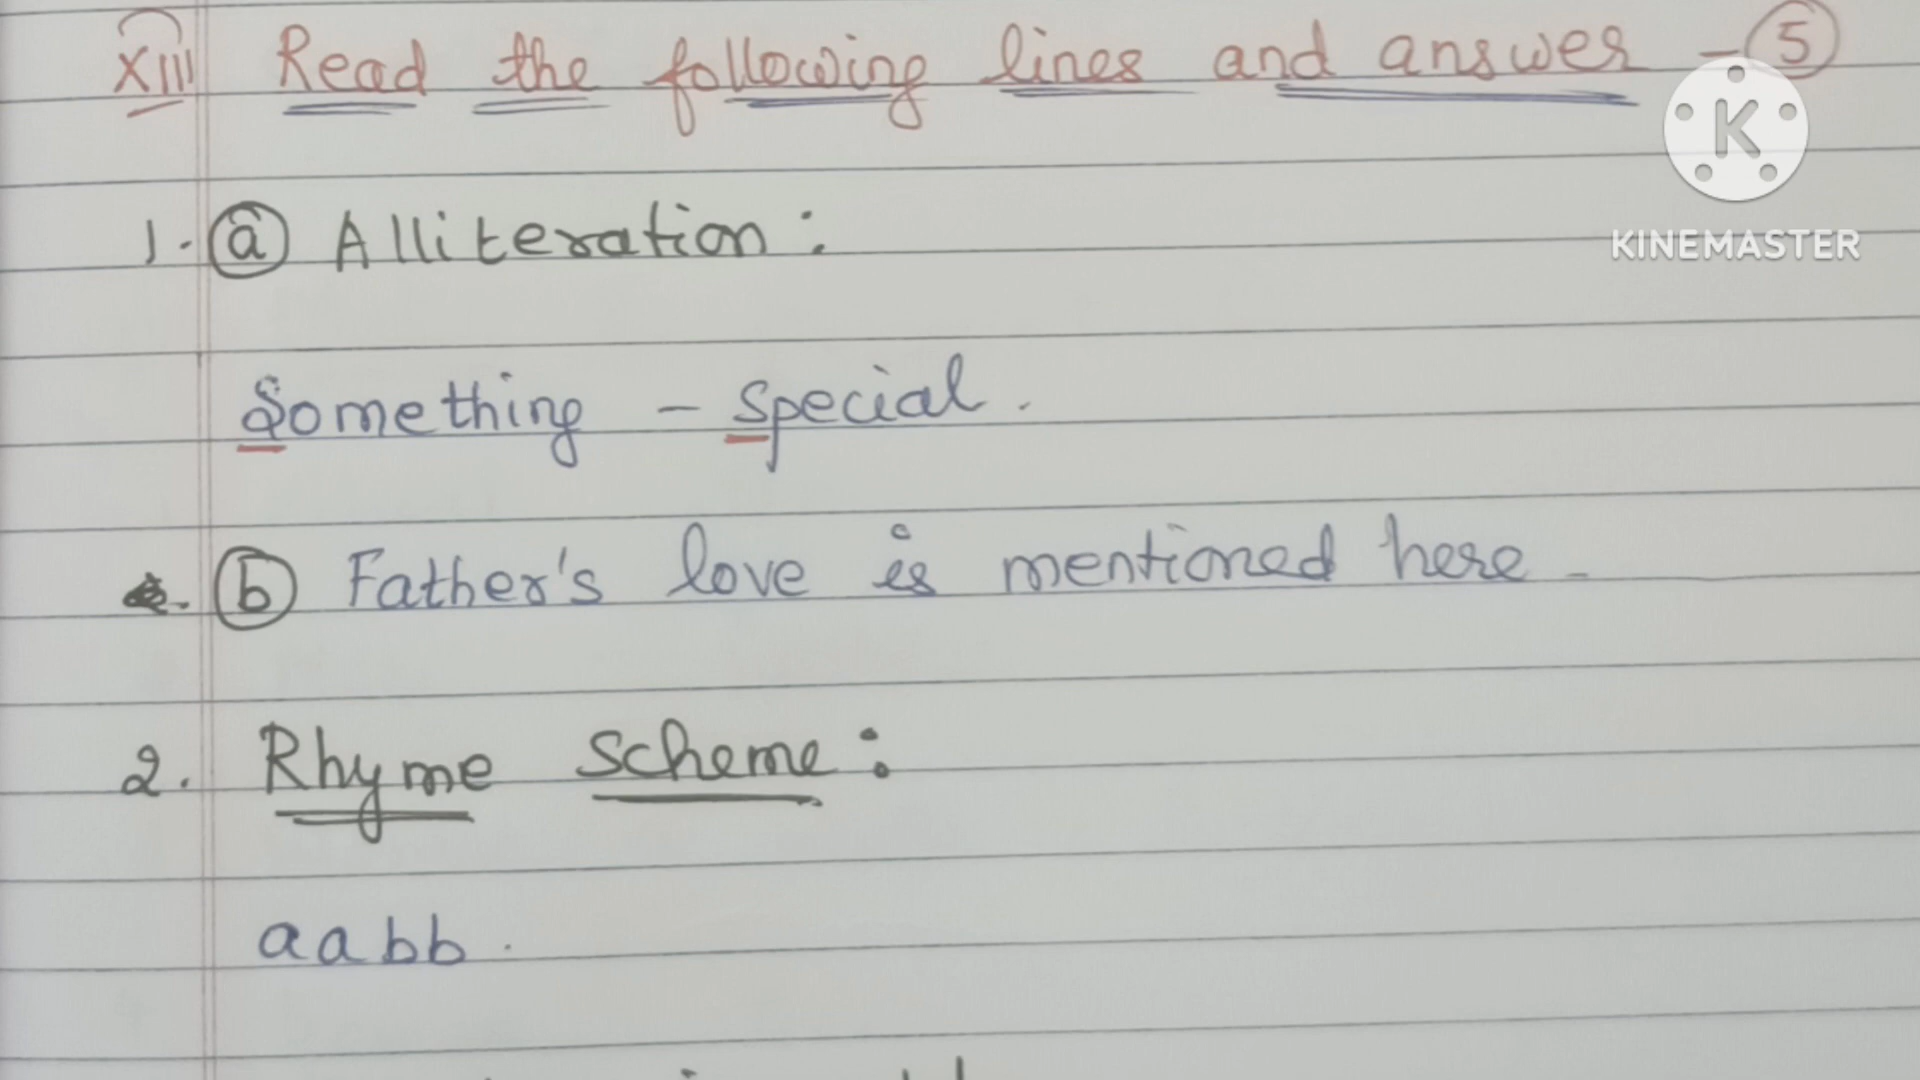 XIII Read the following lines and answer - 5
K
KINEMASTER
1. a Alliteration :
Something - special.
b Father's love is mentioned here -
2. Rhyme scheme :
aabb.